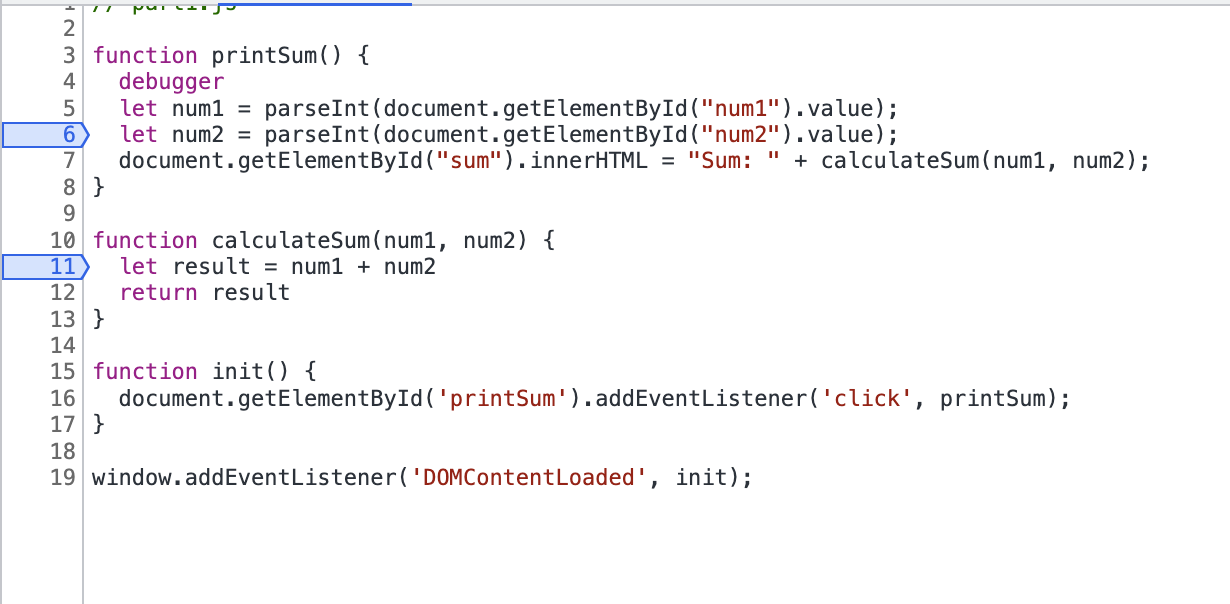 1 // part1.js
2
3 function printSum() {
4   debugger
5   let num1 = parseInt(document.getElementById("num1").value);
6   let num2 = parseInt(document.getElementById("num2").value);
7   document.getElementById("sum").innerHTML = "Sum: " + calculateSum(num1, num2);
8 }
9
10 function calculateSum(num1, num2) {
11   let result = num1 + num2
12   return result
13 }
14
15 function init() {
16   document.getElementById('printSum').addEventListener('click', printSum);
17 }
18
19 window.addEventListener('DOMContentLoaded', init);